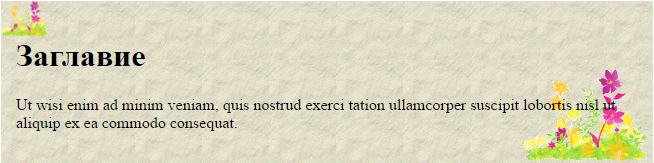 Заглавие
Ut wisi enim ad minim veniam, quis nostrud exerci tation ullamcorper suscipit lobortis nisl ut
aliquip ex ea commodo consequat.